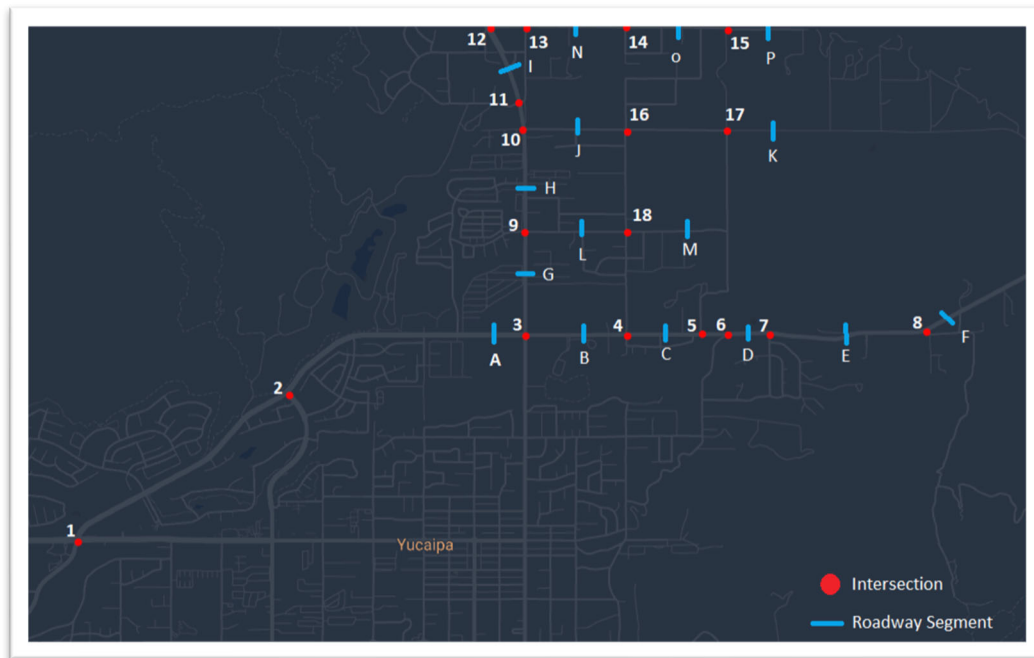 12
13
14
15
N
o
P
I
11
10
16
17
J
K
H
9
18
L
M
G
3
4
5
6
7
8
A
B
C
D
E
F
2
1
Yucaipa
Intersection
Roadway Segment